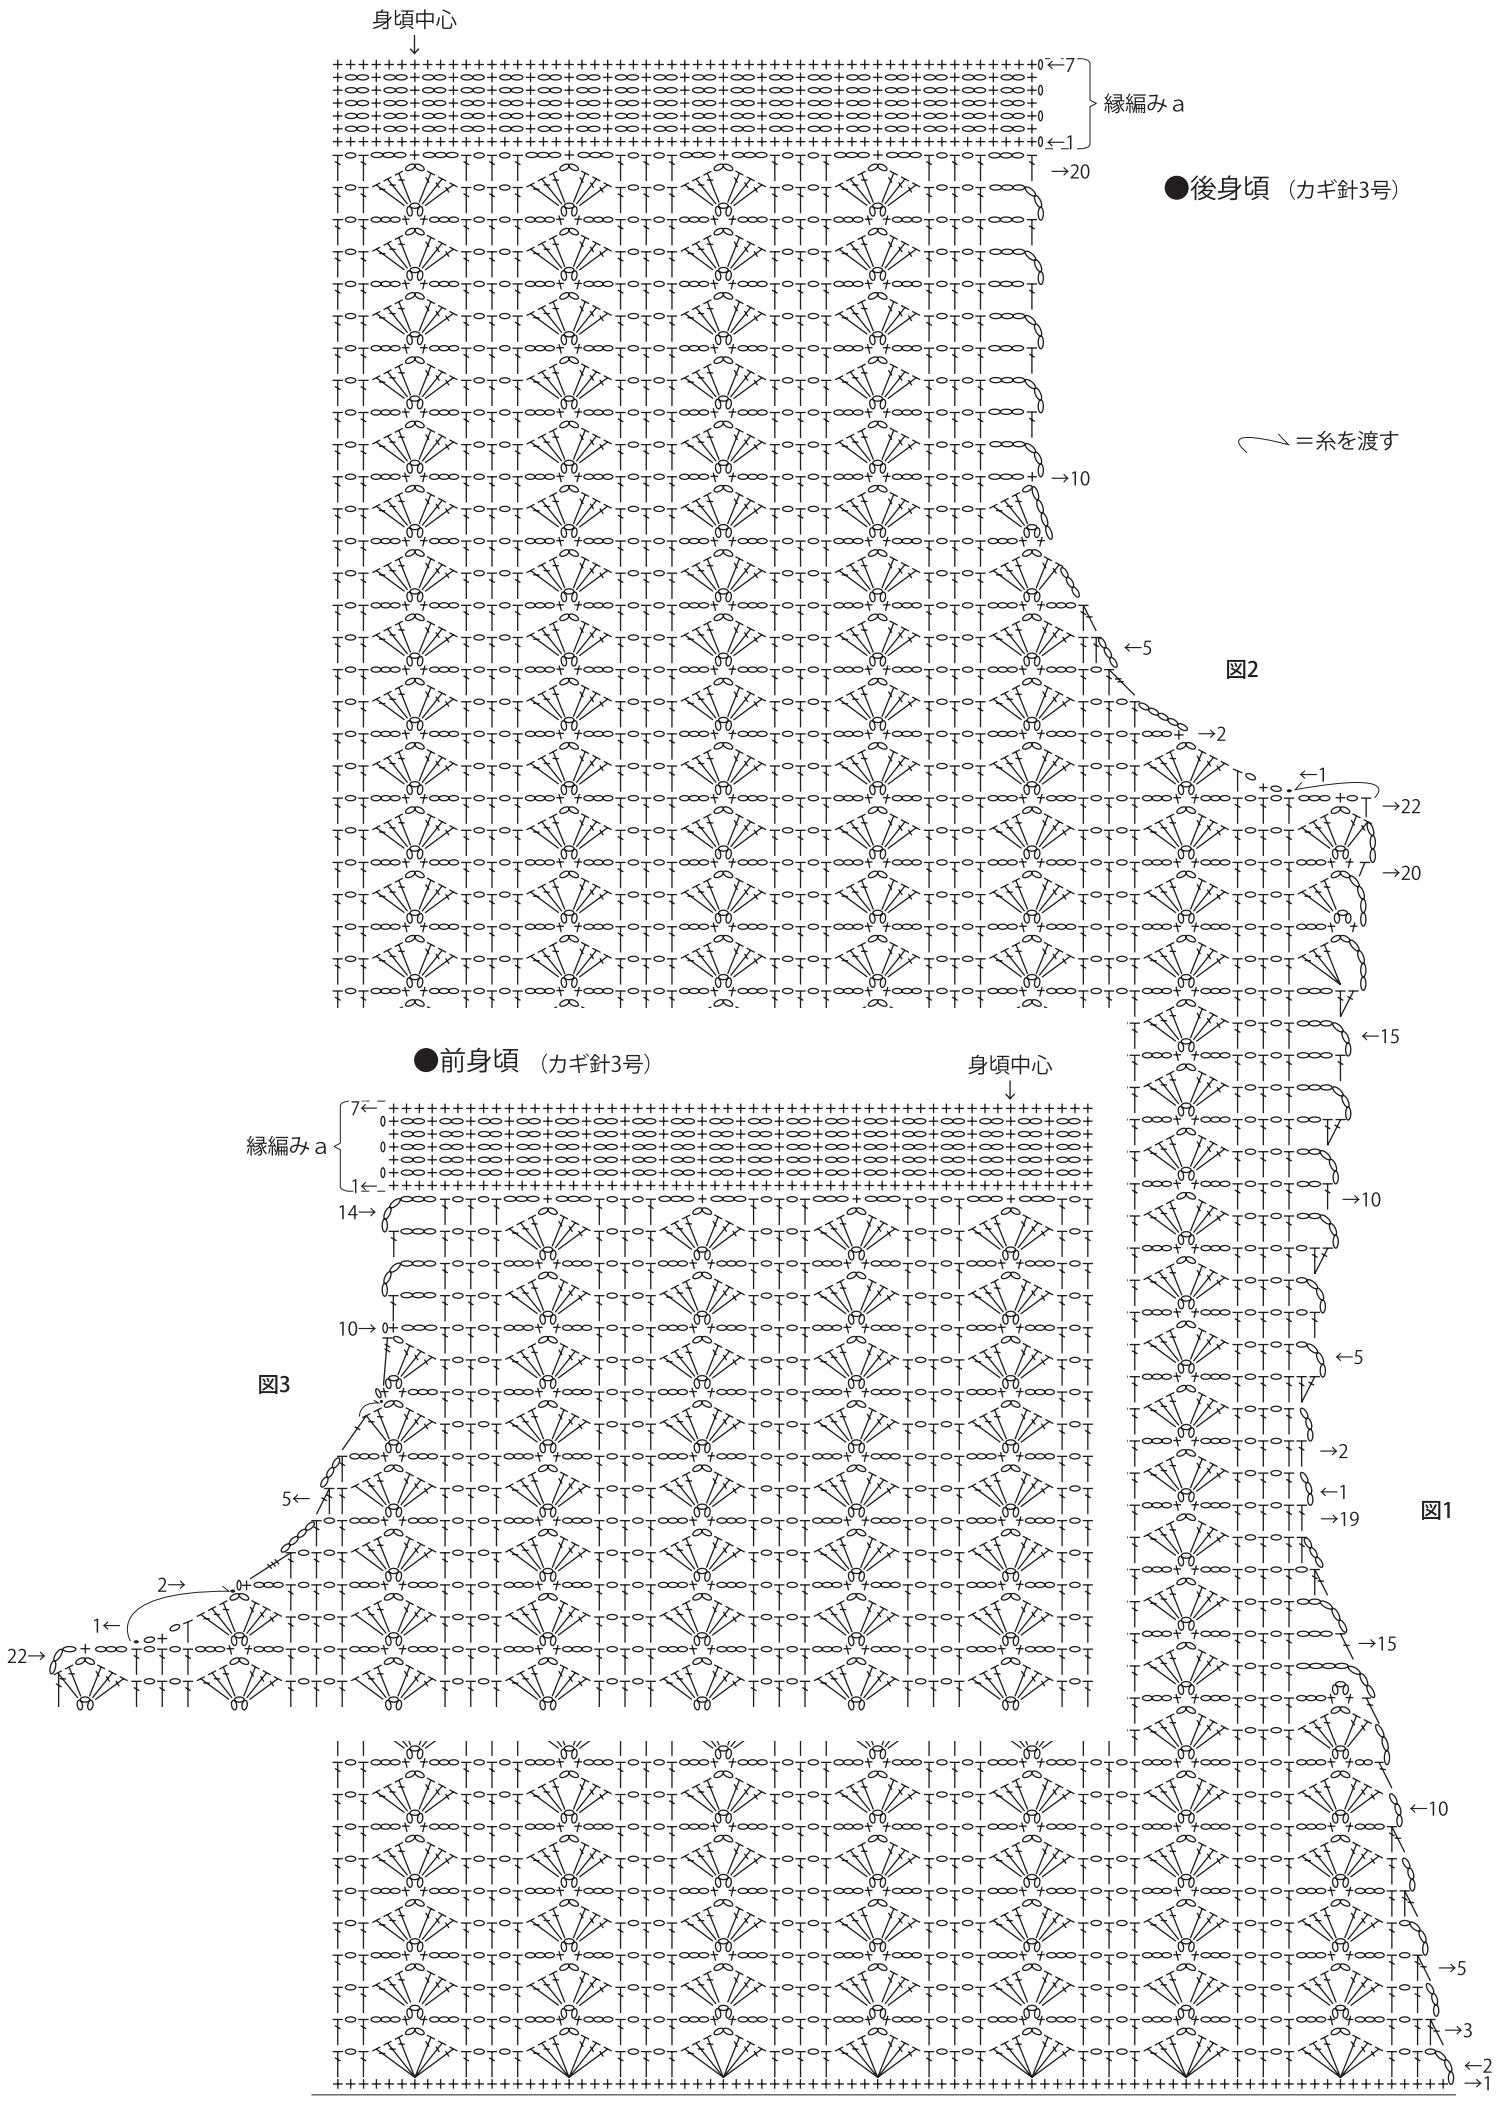 身頃中心
←7
縁編みa
←1
→20
●後身頃 （カギ針3号）
＝糸を渡す
→10
←5
図2
→2
←1
→22
→20
←15
→10
←5
→2
←1
→19
図1
→15
←10
→5
→3
←2
→1
●前身頃 （カギ針3号）
身頃中心
7←
縁編みa
1←
14→
10→
図3
5←
2→
1←
22→